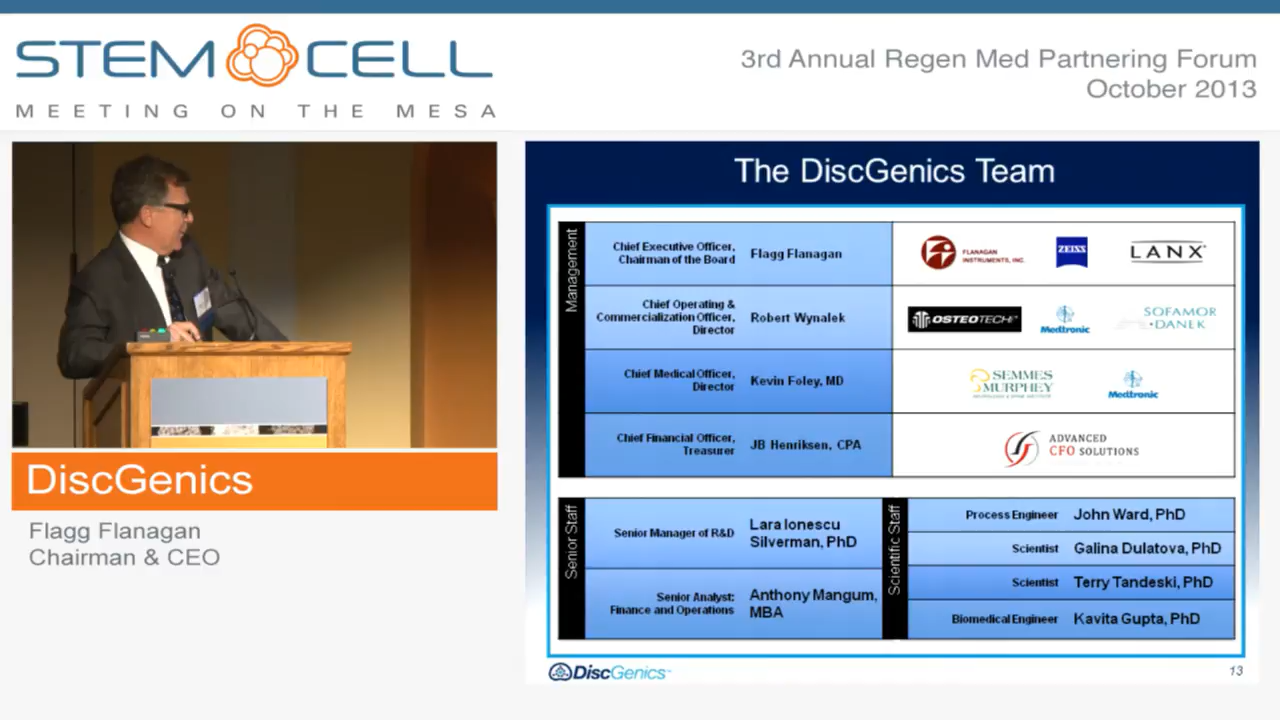 STEM CELL
MEETING ON THE MESA
3rd Annual Regen Med Partnering Forum
October 2013
DiscGenics
Flagg Flanagan
Chairman & CEO
The DiscGenics Team
Management
Chief Executive Officer,
Chairman of the Board
Flagg Flanagan
FLANAGAN
INSTRUMENTS, INC.
ZEISS
LANX
Chief Operating &
Commercialization Officer,
Director
Robert Wynalek
OSTEOTECH
Medtronic
SOFAMOR
DANEK
Chief Medical Officer,
Director
Kevin Foley, MD
SEMMES
MURPHEY
Medtronic
Chief Financial Officer,
Treasurer
JB Henriksen, CPA
ADVANCED
CFO SOLUTIONS
Senior Staff
Senior Manager of R&D
Lara Ionescu
Silverman, PhD
Senior Analyst:
Finance and Operations
Anthony Mangum,
MBA
Scientific Staff
Process Engineer
John Ward, PhD
Scientist
Galina Dulatova, PhD
Scientist
Terry Tandeski, PhD
Biomedical Engineer
Kavita Gupta, PhD
DiscGenics
13